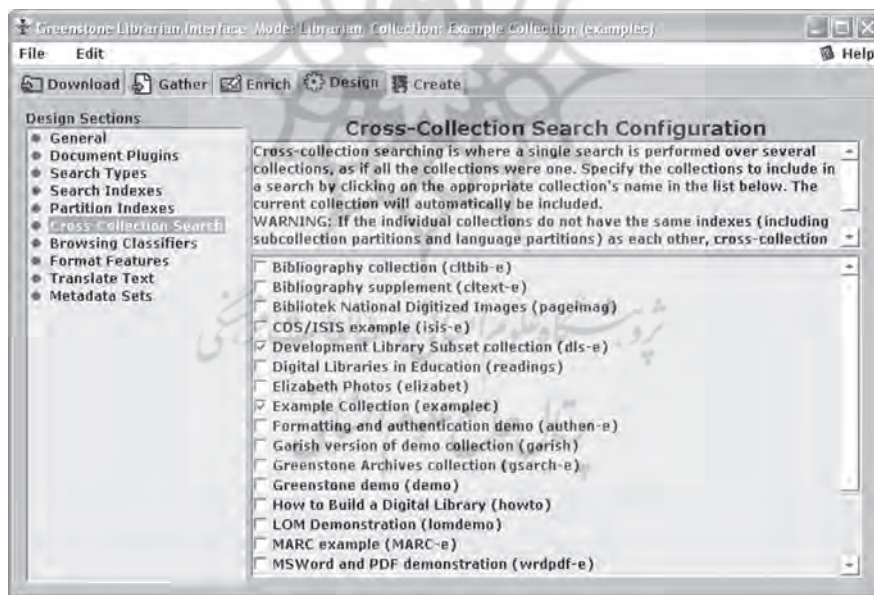 Greenstone Librarian Interface Mode: Librarian Collection: Example Collection (examplec)
File Edit Help
Download Gather Enrich Design Create
Design Sections
General
Document Plugins
Search Types
Search Indexes
Partition Indexes
Cross-Collection Search
Browsing Classifiers
Format Features
Translate Text
Metadata Sets
Cross-Collection Search Configuration
Cross-collection searching is where a single search is performed over several
collections, as if all the collections were one. Specify the collections to include in
a search by clicking on the appropriate collection's name in the list below. The
current collection will automatically be included.
WARNING: If the individual collections do not have the same indexes (including
subcollection partitions and language partitions) as each other, cross-collection
Bibliography collection (cltbib-e)
Bibliography supplement (cltext-e)
Bibliotek National Digitized Images (pageimag)
CDS/ISIS example (isis-e)
Development Library Subset collection (dls-e)
Digital Libraries in Education (readings)
Elizabeth Photos (elizabet)
Example Collection (examplec)
Formatting and authentication demo (authen-e)
Garish version of demo collection (garish)
Greenstone Archives collection (gsarch-e)
Greenstone demo (demo)
How to Build a Digital Library (howto)
LOM Demonstration (lomdemo)
MARC example (MARC-e)
MSWord and PDF demonstration (wrdpdf-e)